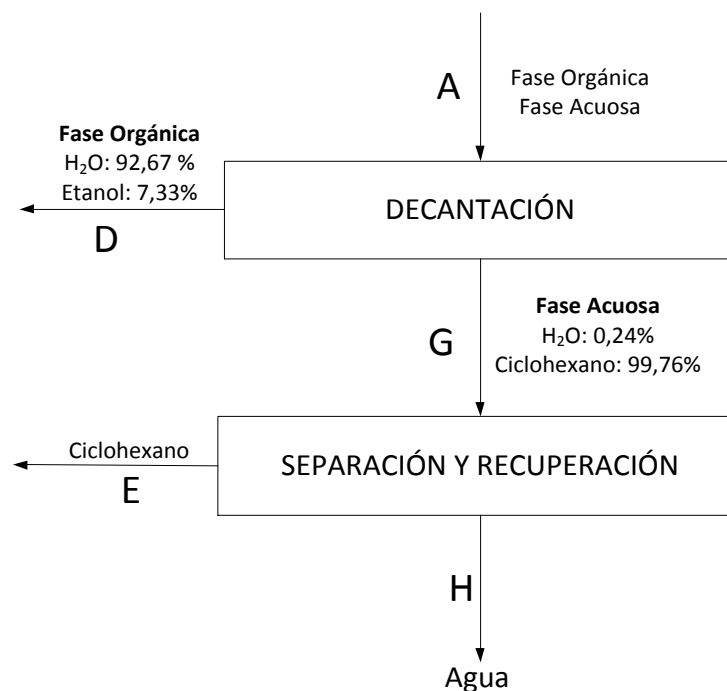 A
Fase Orgánica
Fase Acuosa
Fase Orgánica
H₂O: 92,67 %
Etanol: 7,33%
D
DECANTACIÓN
G
Fase Acuosa
H₂O: 0,24%
Ciclohexano: 99,76%
Ciclohexano
E
SEPARACIÓN Y RECUPERACIÓN
H
Agua